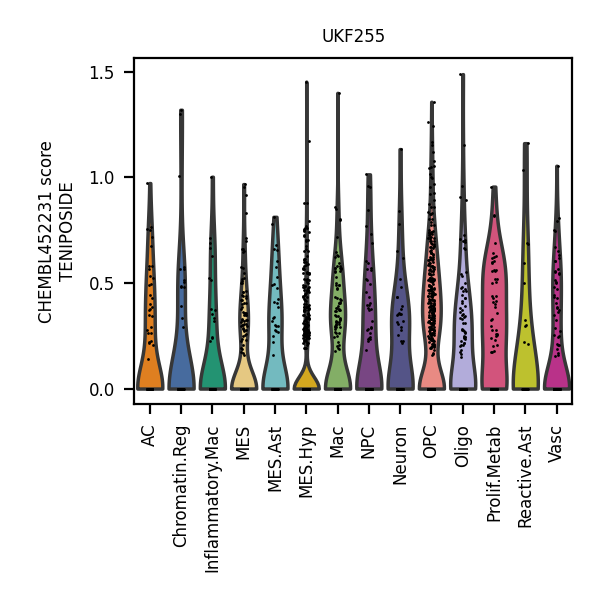 UKF255
CHEMBL452231 score
TENIPOSIDE
1.5
1.0
0.5
0.0
AC
Chromatin.Reg
Inflammatory.Mac
MES
MES.Ast
MES.Hyp
Mac
NPC
Neuron
OPC
Oligo
Prolif.Metab
Reactive.Ast
Vasc